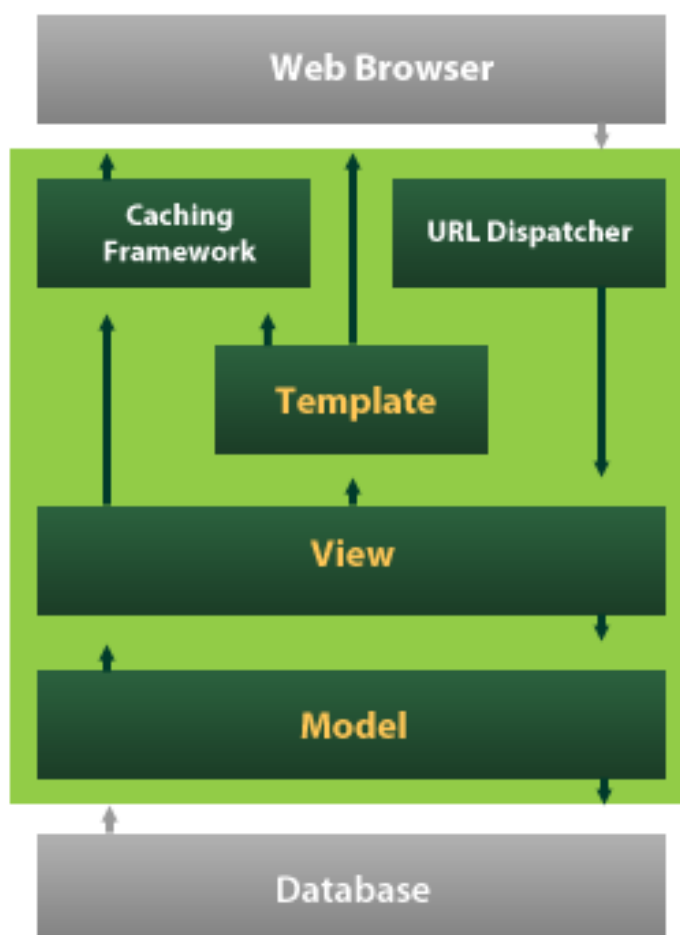 Web Browser
Caching
Framework
URL Dispatcher
Template
View
Model
Database